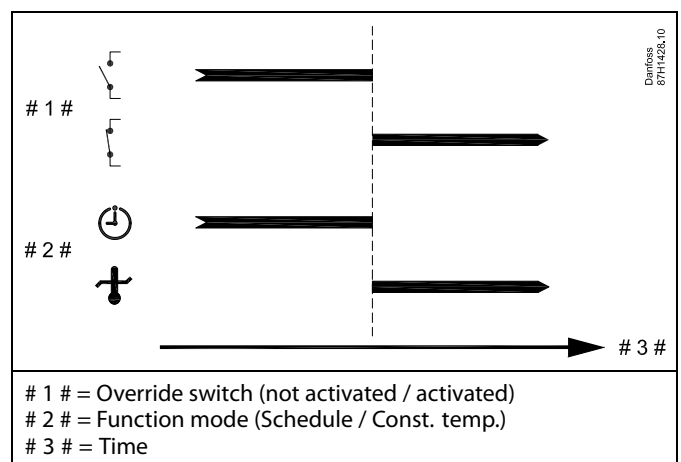 Danfoss
87H1428.10
# 1 #
# 2 #
# 3 #
# 1 # = Override switch (not activated / activated)
# 2 # = Function mode (Schedule / Const. temp.)
# 3 # = Time